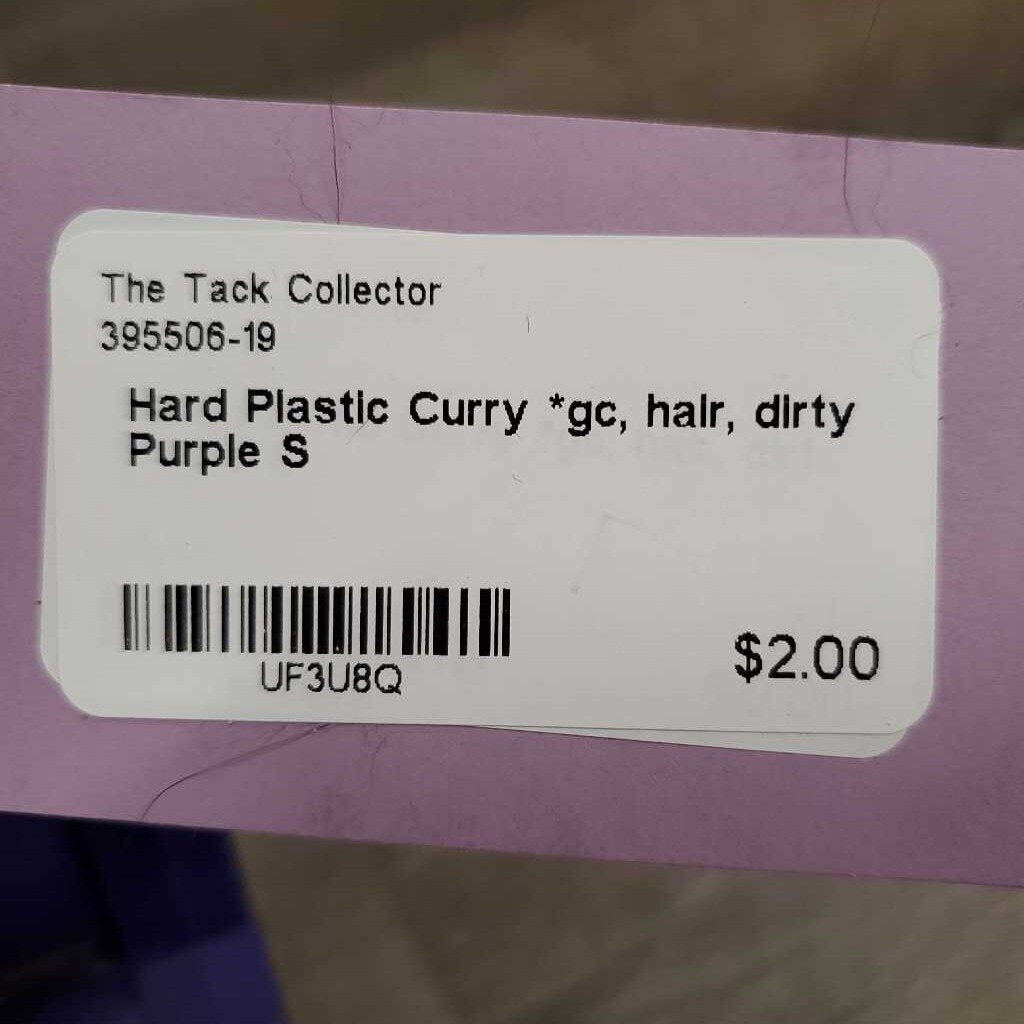 The Tack Collector
395506-19
Hard Plastic Curry *gc, hair, dirty
Purple S
UF3U8Q
$2.00